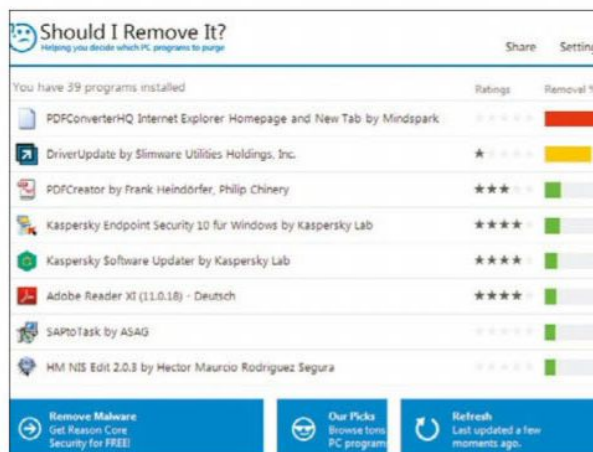 Should I Remove It?
Helping you decide which PC programs to purge
Share Setting
You have 39 programs installed Ratings Removal %
PDFConverterHQ Internet Explorer Homepage and New Tab by Mindspark
DriverUpdate by Slimware Utilities Holdings, Inc.
PDFCreator by Frank Heindörfer, Philip Chinery
Kaspersky Endpoint Security 10 für Windows by Kaspersky Lab
Kaspersky Software Updater by Kaspersky Lab
Adobe Reader XI (11.0.18) - Deutsch
SAPtoTask by ASAG
HM NIS Edit 2.0.3 by Hector Maurcio Rodriguez Segura
Remove Malware
Get Reason Core
Security for FREE!
Our Picks
Browse tons
PC program
Refresh
Last updated a few
moments ago.